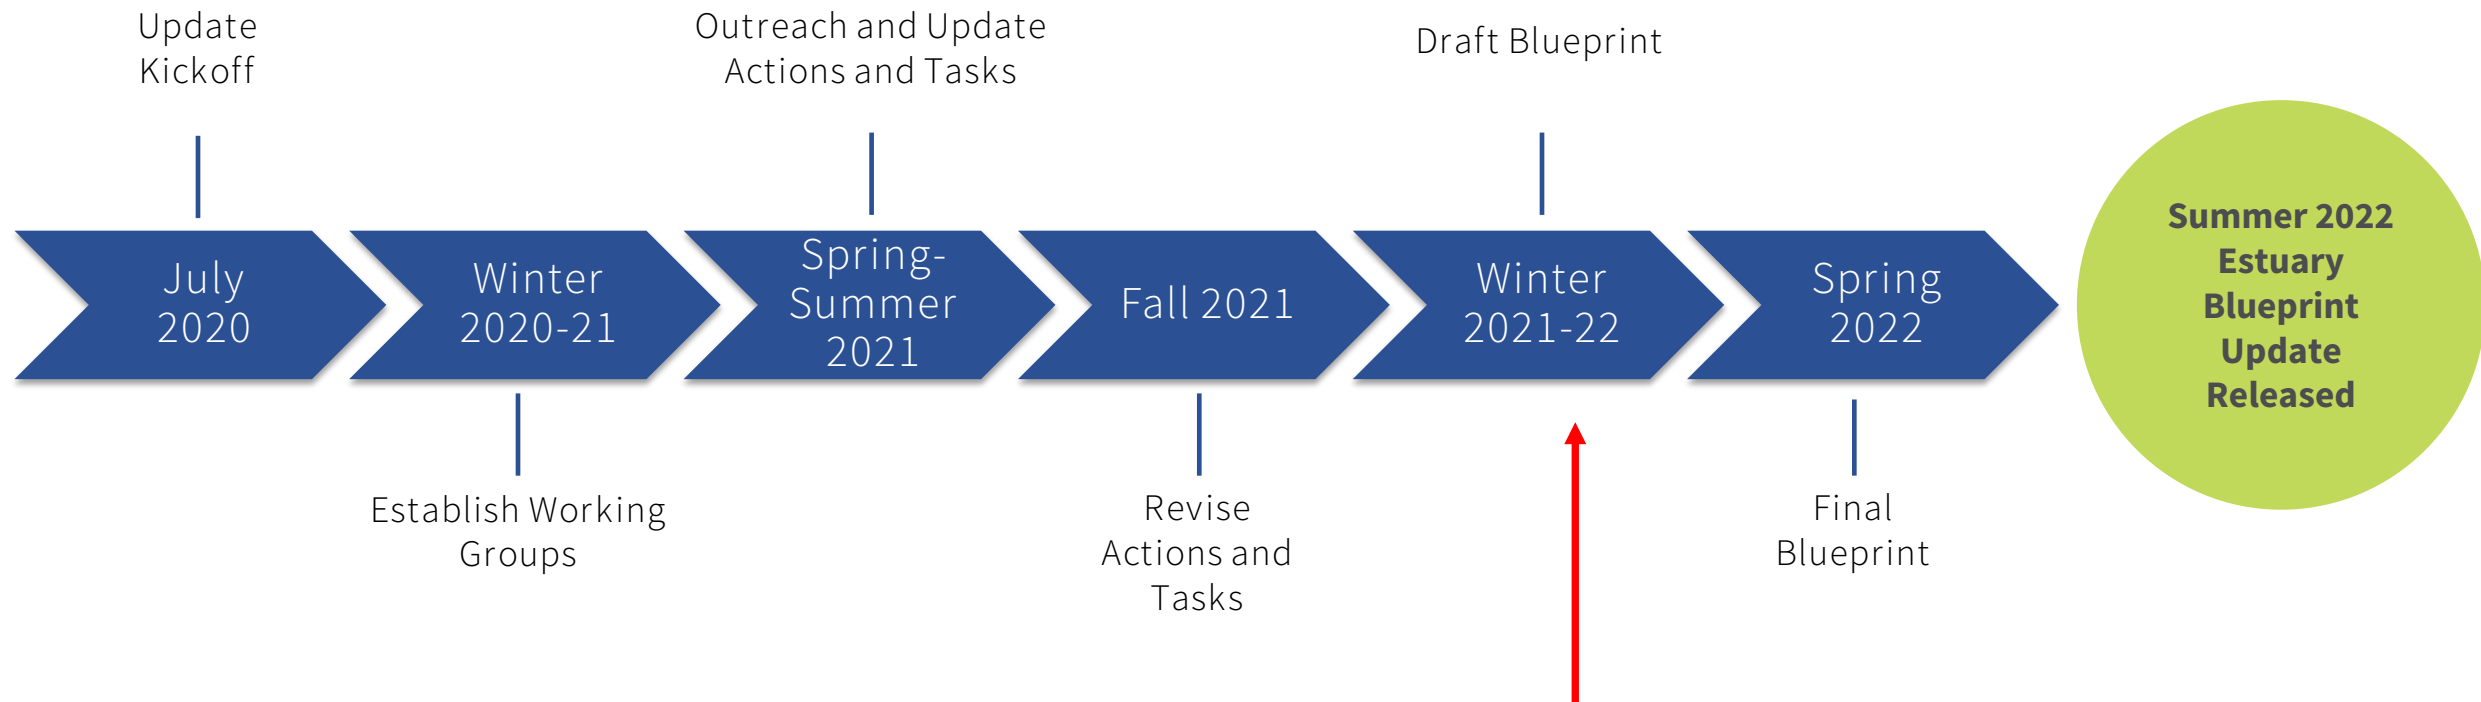 Update
Kickoff
Outreach and Update
Actions and Tasks
Draft Blueprint
July
2020
Winter
2020-21
Spring-
Summer
2021
Fall 2021
Winter
2021-22
Spring
2022
Summer 2022
Estuary
Blueprint
Update
Released
Establish Working
Groups
Revise
Actions and
Tasks
Final
Blueprint